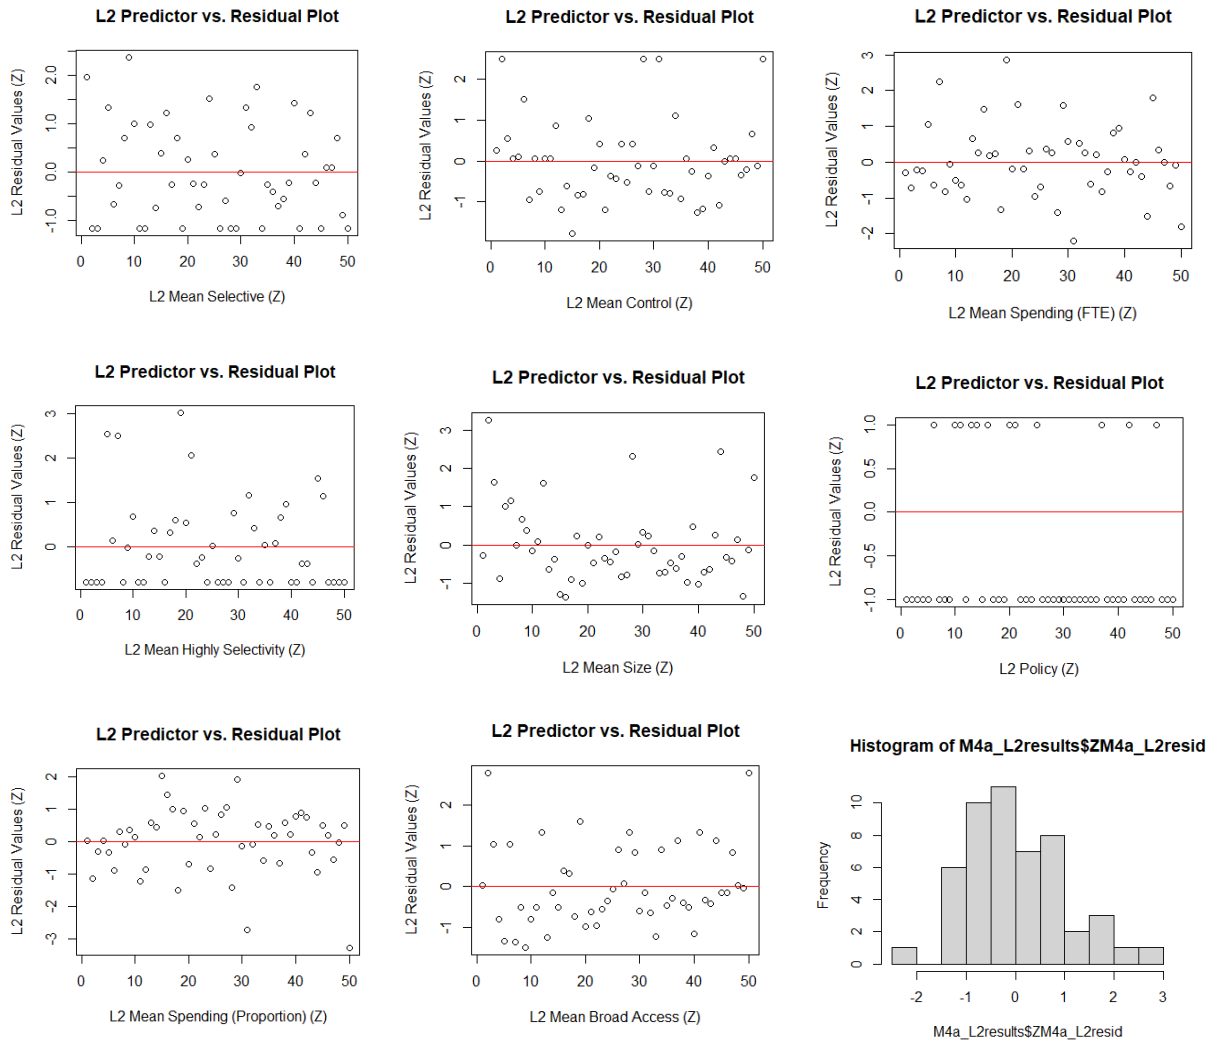 L2 Predictor vs. Residual Plot
L2 Residual Values (Z)
-1.0 0.0 1.0 2.0
0 10 20 30 40 50
L2 Mean Selective (Z)
L2 Predictor vs. Residual Plot
L2 Residual Values (Z)
-1 0 1 2
0 10 20 30 40 50
L2 Mean Control (Z)
L2 Predictor vs. Residual Plot
L2 Residual Values (Z)
-2 -1 0 1 2 3
0 10 20 30 40 50
L2 Mean Spending (FTE) (Z)
L2 Predictor vs. Residual Plot
L2 Residual Values (Z)
0 1 2 3
0 10 20 30 40 50
L2 Mean Highly Selectivity (Z)
L2 Predictor vs. Residual Plot
L2 Residual Values (Z)
-1 0 1 2 3
0 10 20 30 40 50
L2 Mean Size (Z)
L2 Predictor vs. Residual Plot
L2 Residual Values (Z)
-1.0 -0.5 0.0 0.5 1.0
0 10 20 30 40 50
L2 Policy (Z)
L2 Predictor vs. Residual Plot
L2 Residual Values (Z)
-3 -2 -1 0 1 2
0 10 20 30 40 50
L2 Mean Spending (Proportion) (Z)
L2 Predictor vs. Residual Plot
L2 Residual Values (Z)
-1 0 1 2
0 10 20 30 40 50
L2 Mean Broad Access (Z)
Histogram of M4a_L2results$ZM4a_L2resid
Frequency
0 2 4 6 8 10
-2 -1 0 1 2 3
M4a_L2results$ZM4a_L2resid